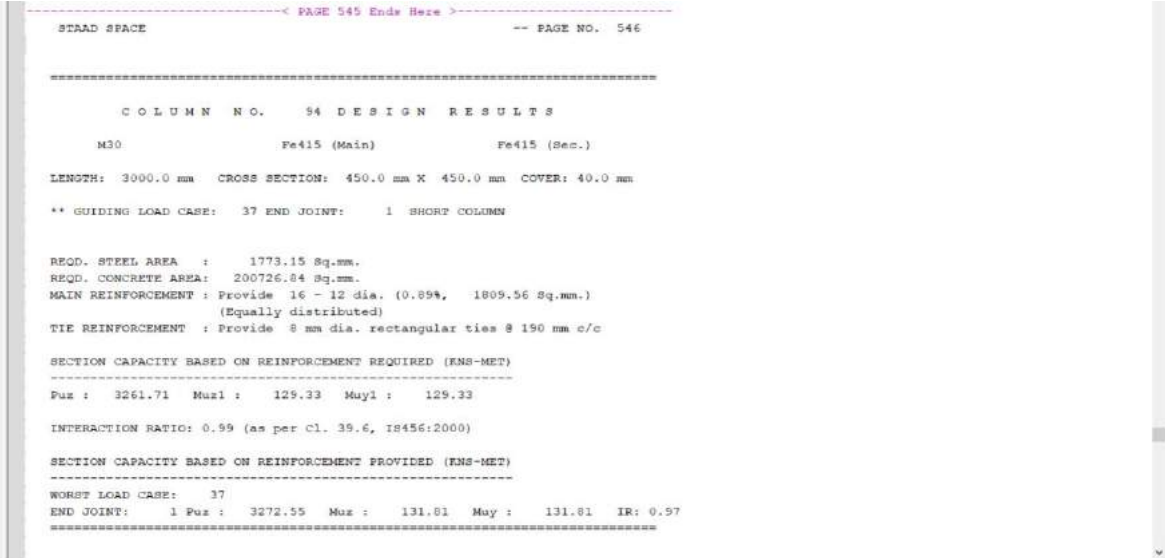 ------------------------------< PAGE 545 Ends Here >------------------------------
STAAD SPACE -- PAGE NO. 546
============================================================================
C O L U M N   N O.   94   D E S I G N   R E S U L T S
M30   Fe415 (Main)   Fe415 (Sec.)
LENGTH: 3000.0 mm CROSS SECTION: 450.0 mm X 450.0 mm COVER: 40.0 mm
** GUIDING LOAD CASE: 37 END JOINT: 1 SHORT COLUMN
REQD. STEEL AREA : 1773.15 Sq.mm.
REQD. CONCRETE AREA: 200726.84 Sq.mm.
MAIN REINFORCEMENT : Provide 16 - 12 dia. (0.89%, 1809.56 Sq.mm.)
(Equally distributed)
TIE REINFORCEMENT : Provide 8 mm dia. rectangular ties @ 190 mm c/c
SECTION CAPACITY BASED ON REINFORCEMENT REQUIRED (KNS-MET)
----------------------------------------------------------
Puz : 3261.71 Muz1 : 129.33 Muy1 : 129.33
INTERACTION RATIO: 0.99 (as per Cl. 39.6, IS456:2000)
SECTION CAPACITY BASED ON REINFORCEMENT PROVIDED (KNS-MET)
----------------------------------------------------------
WORST LOAD CASE: 37
END JOINT: 1 Puz : 3272.55 Muz : 131.81 Muy : 131.81 IR: 0.97
============================================================================